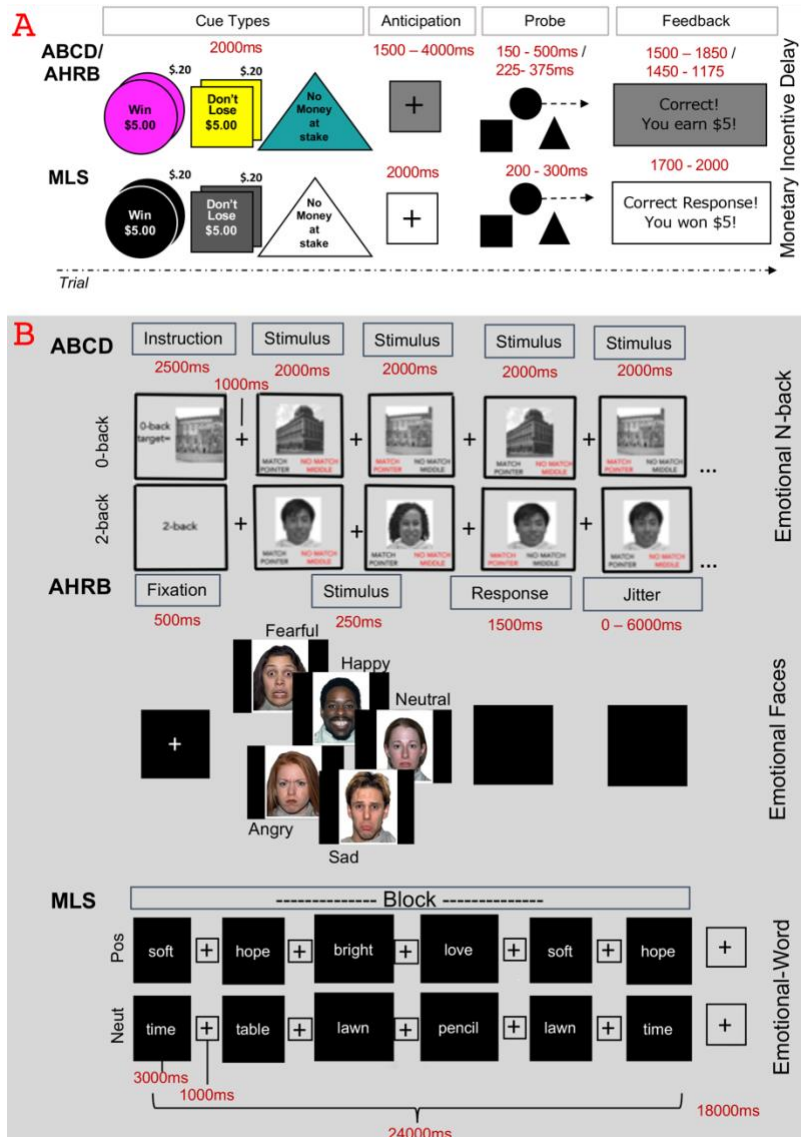 A
Cue Types
Anticipation
Probe
Feedback
ABCD/
AHRB
2000ms
1500 – 4000ms
150 - 500ms /
225- 375ms
1500 – 1850 /
1450 - 1175
$.20
$.20
Win
$5.00
Don't
Lose
$5.00
No
Money
at
stake
+
Correct!
You earn $5!
MLS
2000ms
200 - 300ms
1700 - 2000
$.20
$.20
Win
$5.00
Don't
Lose
$5.00
No
Money
at
stake
+
Correct Response!
You won $5!
Trial
Monetary Incentive Delay
B
ABCD
Instruction
Stimulus
Stimulus
Stimulus
Stimulus
2500ms
2000ms
2000ms
2000ms
2000ms
1000ms
0-back
0-back
target=
+
MATCH
POINTER
NO MATCH
MIDDLE
+
MATCH
POINTER
NO MATCH
MIDDLE
+
MATCH
POINTER
NO MATCH
MIDDLE
+
MATCH
POINTER
NO MATCH
MIDDLE
...
2-back
2-back
+
MATCH
POINTER
NO MATCH
MIDDLE
+
MATCH
POINTER
NO MATCH
MIDDLE
+
MATCH
POINTER
NO MATCH
MIDDLE
+
MATCH
POINTER
NO MATCH
MIDDLE
...
Emotional N-back
AHRB
Fixation
Stimulus
Response
Jitter
500ms
250ms
1500ms
0 – 6000ms
Fearful
Happy
Neutral
Angry
Sad
+
Emotional Faces
MLS
-------------- Block --------------
Pos
soft + hope + bright + love + soft + hope +
Neut
time + table + lawn + pencil + lawn + time +
3000ms
1000ms
18000ms
24000ms
Emotional-Word